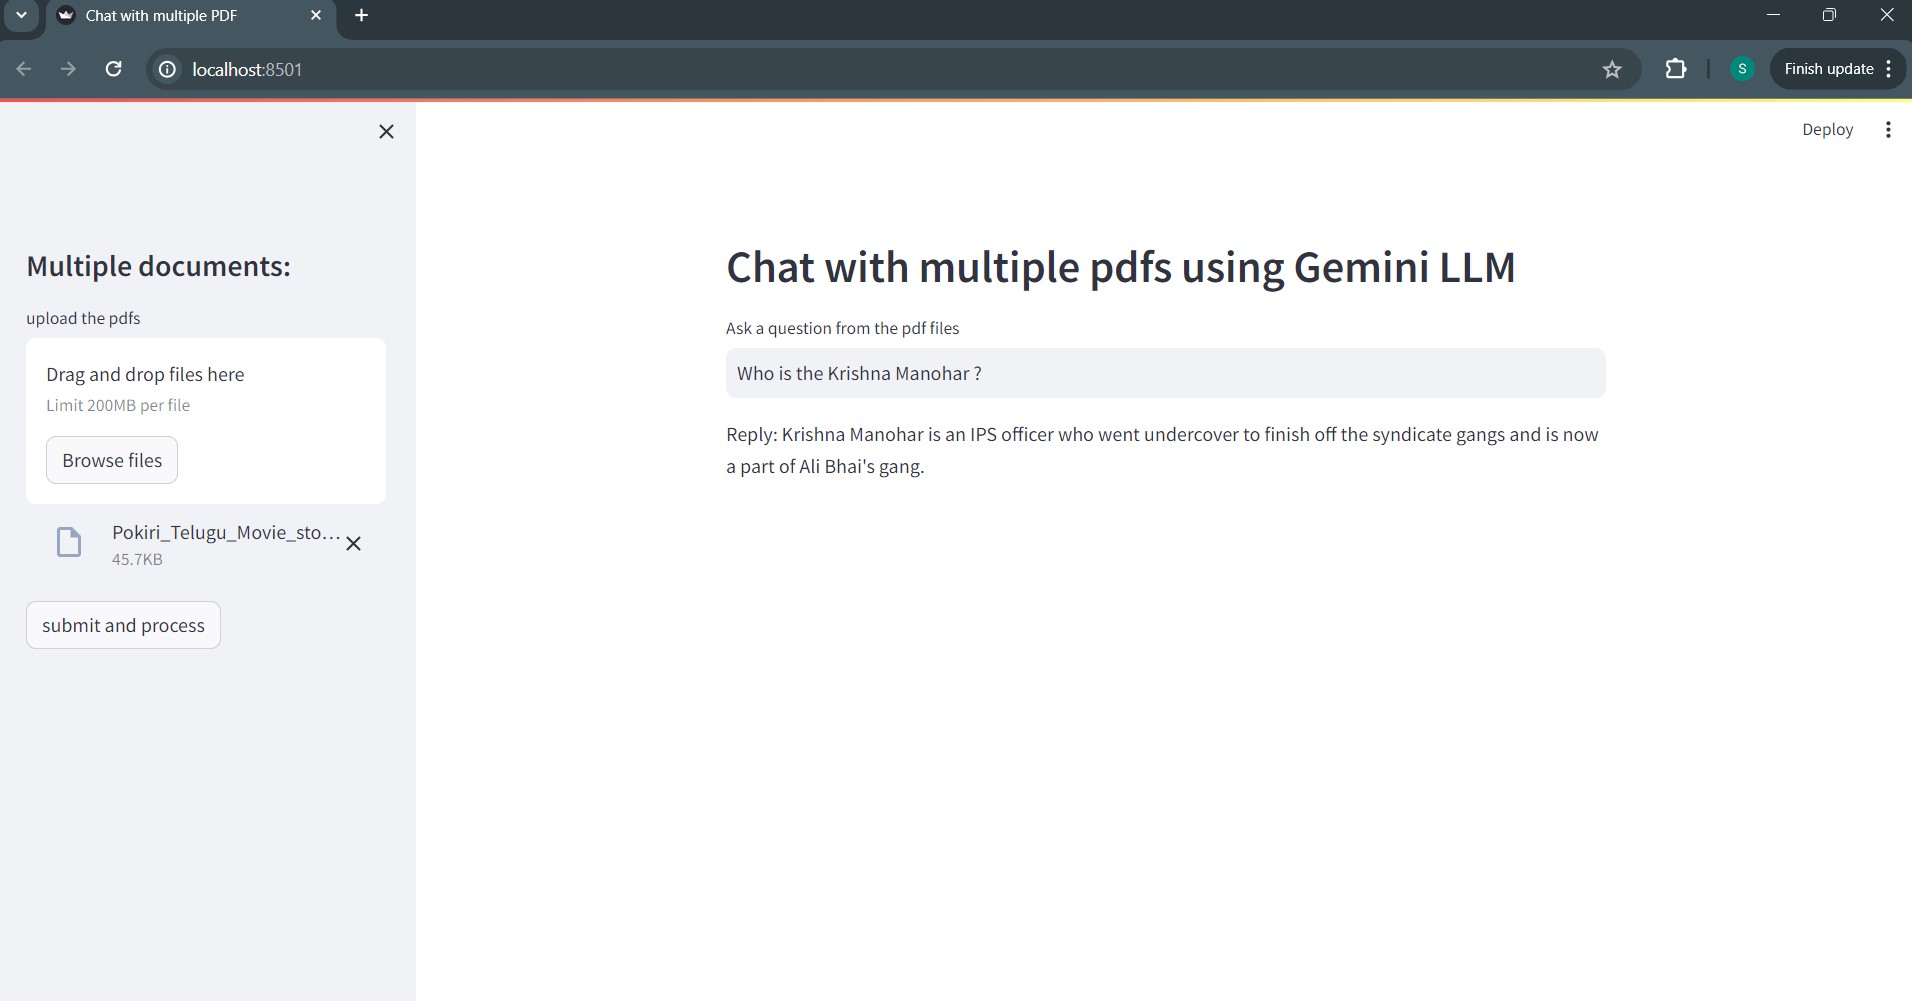 Chat with multiple PDF
localhost:8501
S
Finish update
Deploy
Multiple documents:
upload the pdfs
Drag and drop files here
Limit 200MB per file
Browse files
Pokiri_Telugu_Movie_sto...
45.7KB
submit and process
Chat with multiple pdfs using Gemini LLM
Ask a question from the pdf files
Who is the Krishna Manohar ?
Reply: Krishna Manohar is an IPS officer who went undercover to finish off the syndicate gangs and is now
a part of Ali Bhai's gang.